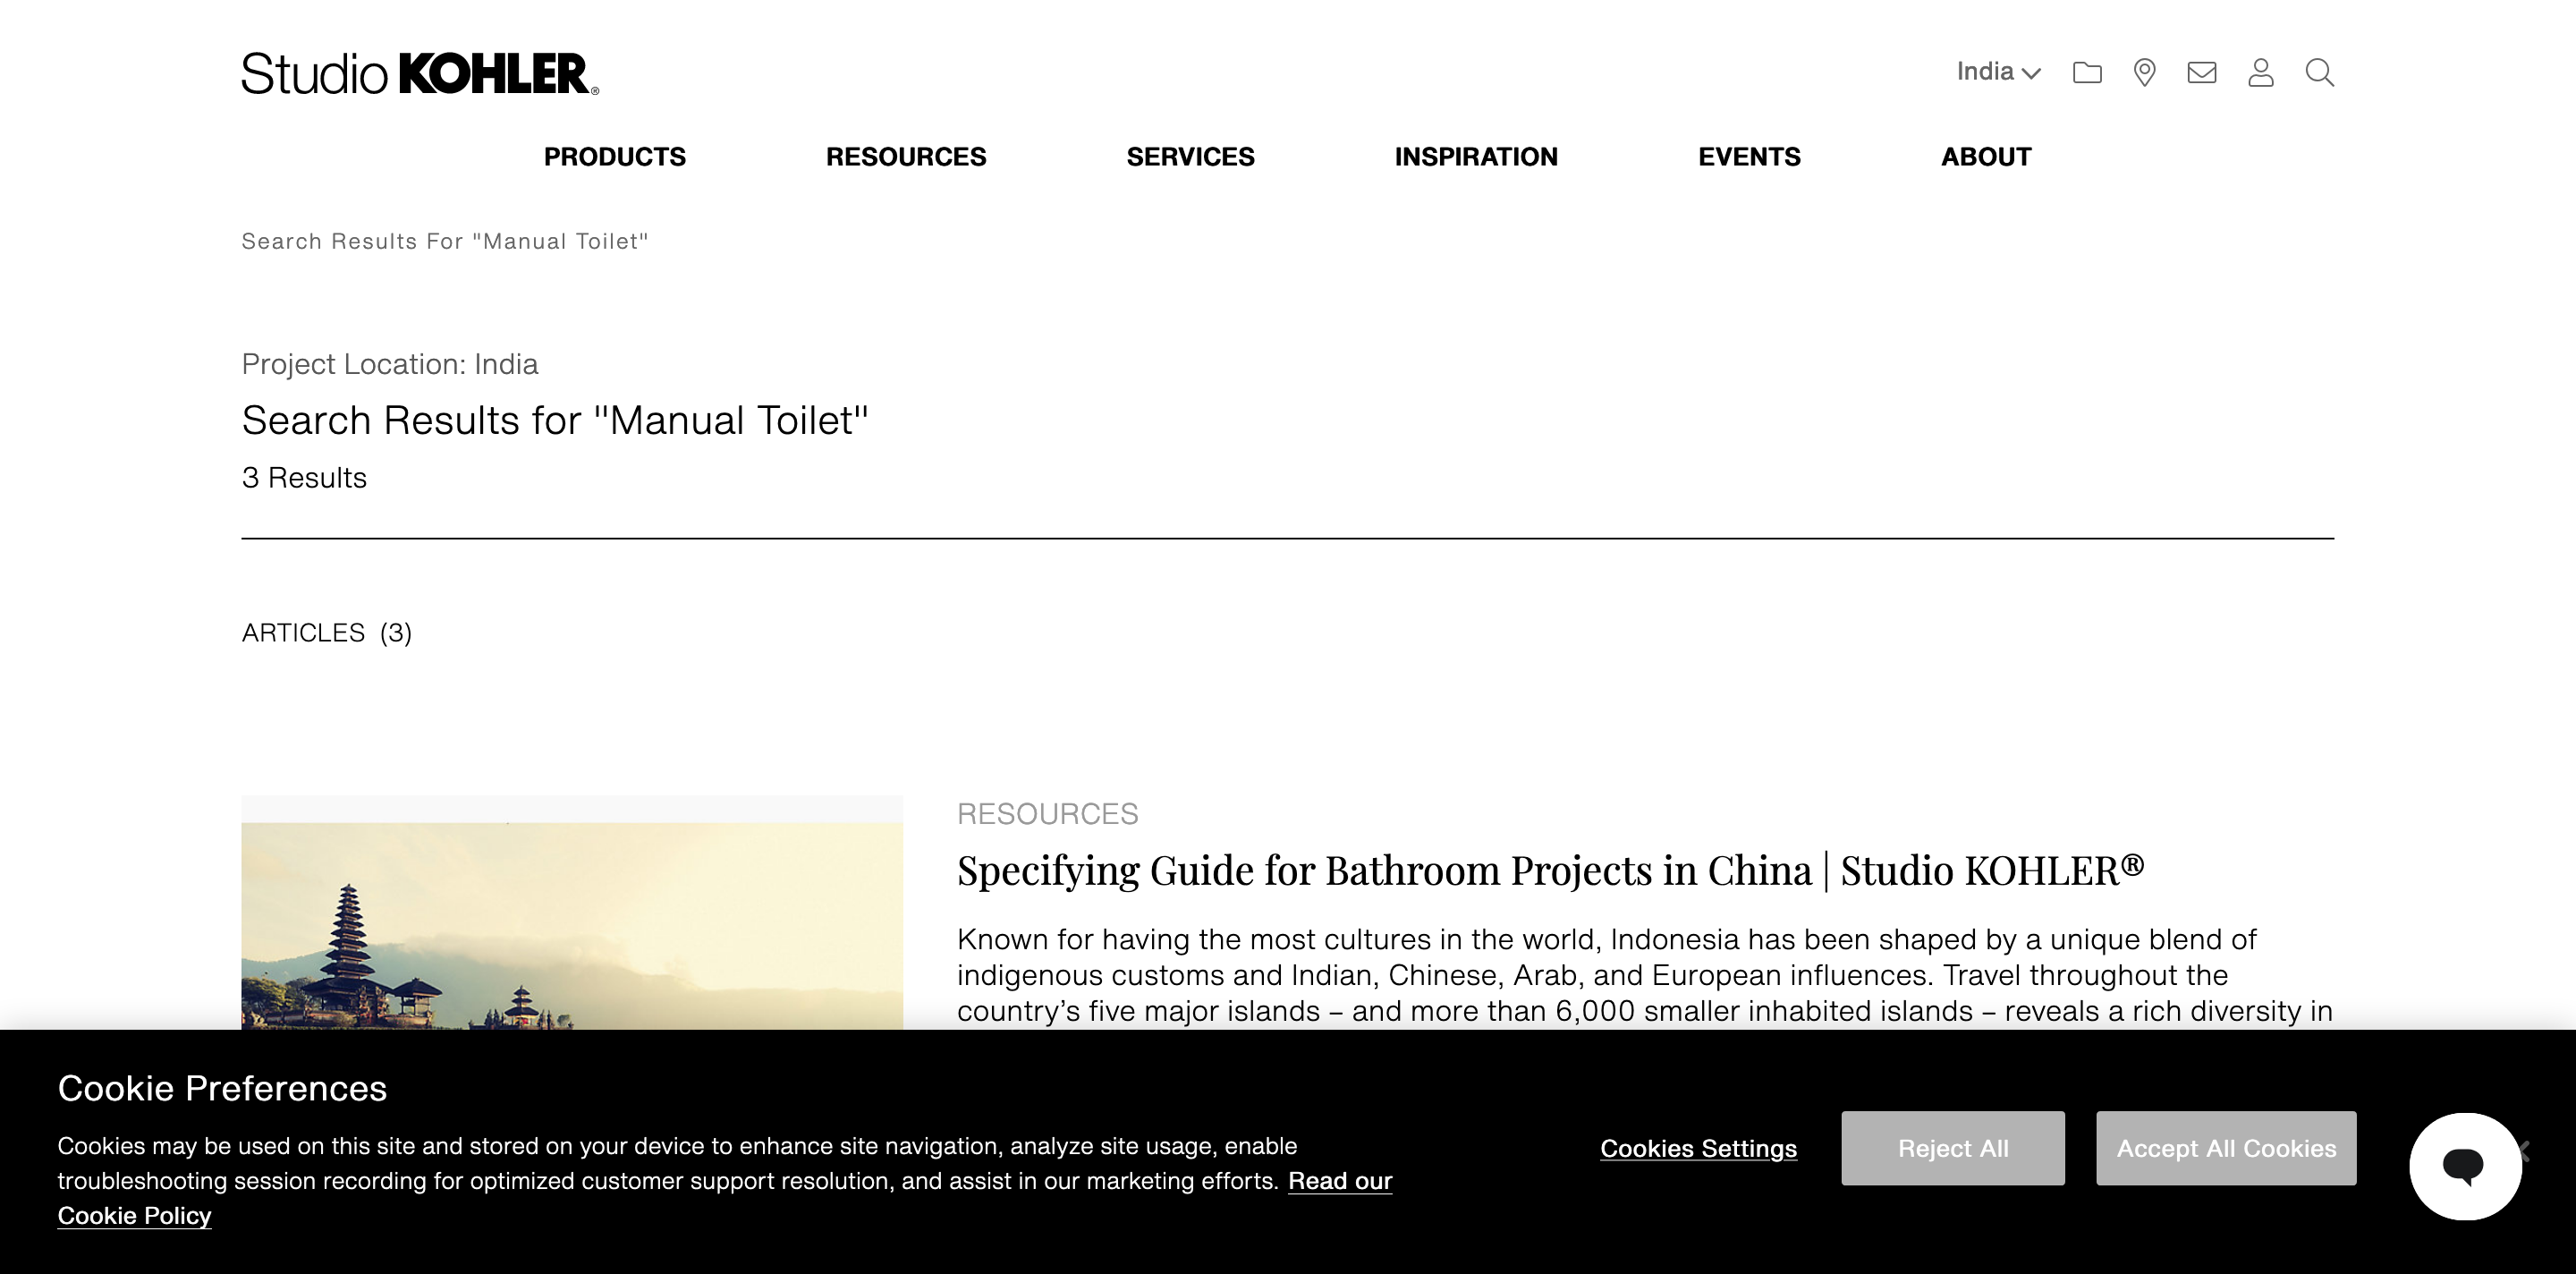 Studio KOHLER®
India
PRODUCTS RESOURCES SERVICES INSPIRATION EVENTS ABOUT
Search Results For "Manual Toilet"
Project Location: India
Search Results for "Manual Toilet"
3 Results
ARTICLES (3)
RESOURCES
Specifying Guide for Bathroom Projects in China | Studio KOHLER®
Known for having the most cultures in the world, Indonesia has been shaped by a unique blend of
indigenous customs and Indian, Chinese, Arab, and European influences. Travel throughout the
country’s five major islands – and more than 6,000 smaller inhabited islands – reveals a rich diversity in
Cookie Preferences
Cookies may be used on this site and stored on your device to enhance site navigation, analyze site usage, enable
troubleshooting session recording for optimized customer support resolution, and assist in our marketing efforts. Read our
Cookie Policy
Cookies Settings
Reject All
Accept All Cookies